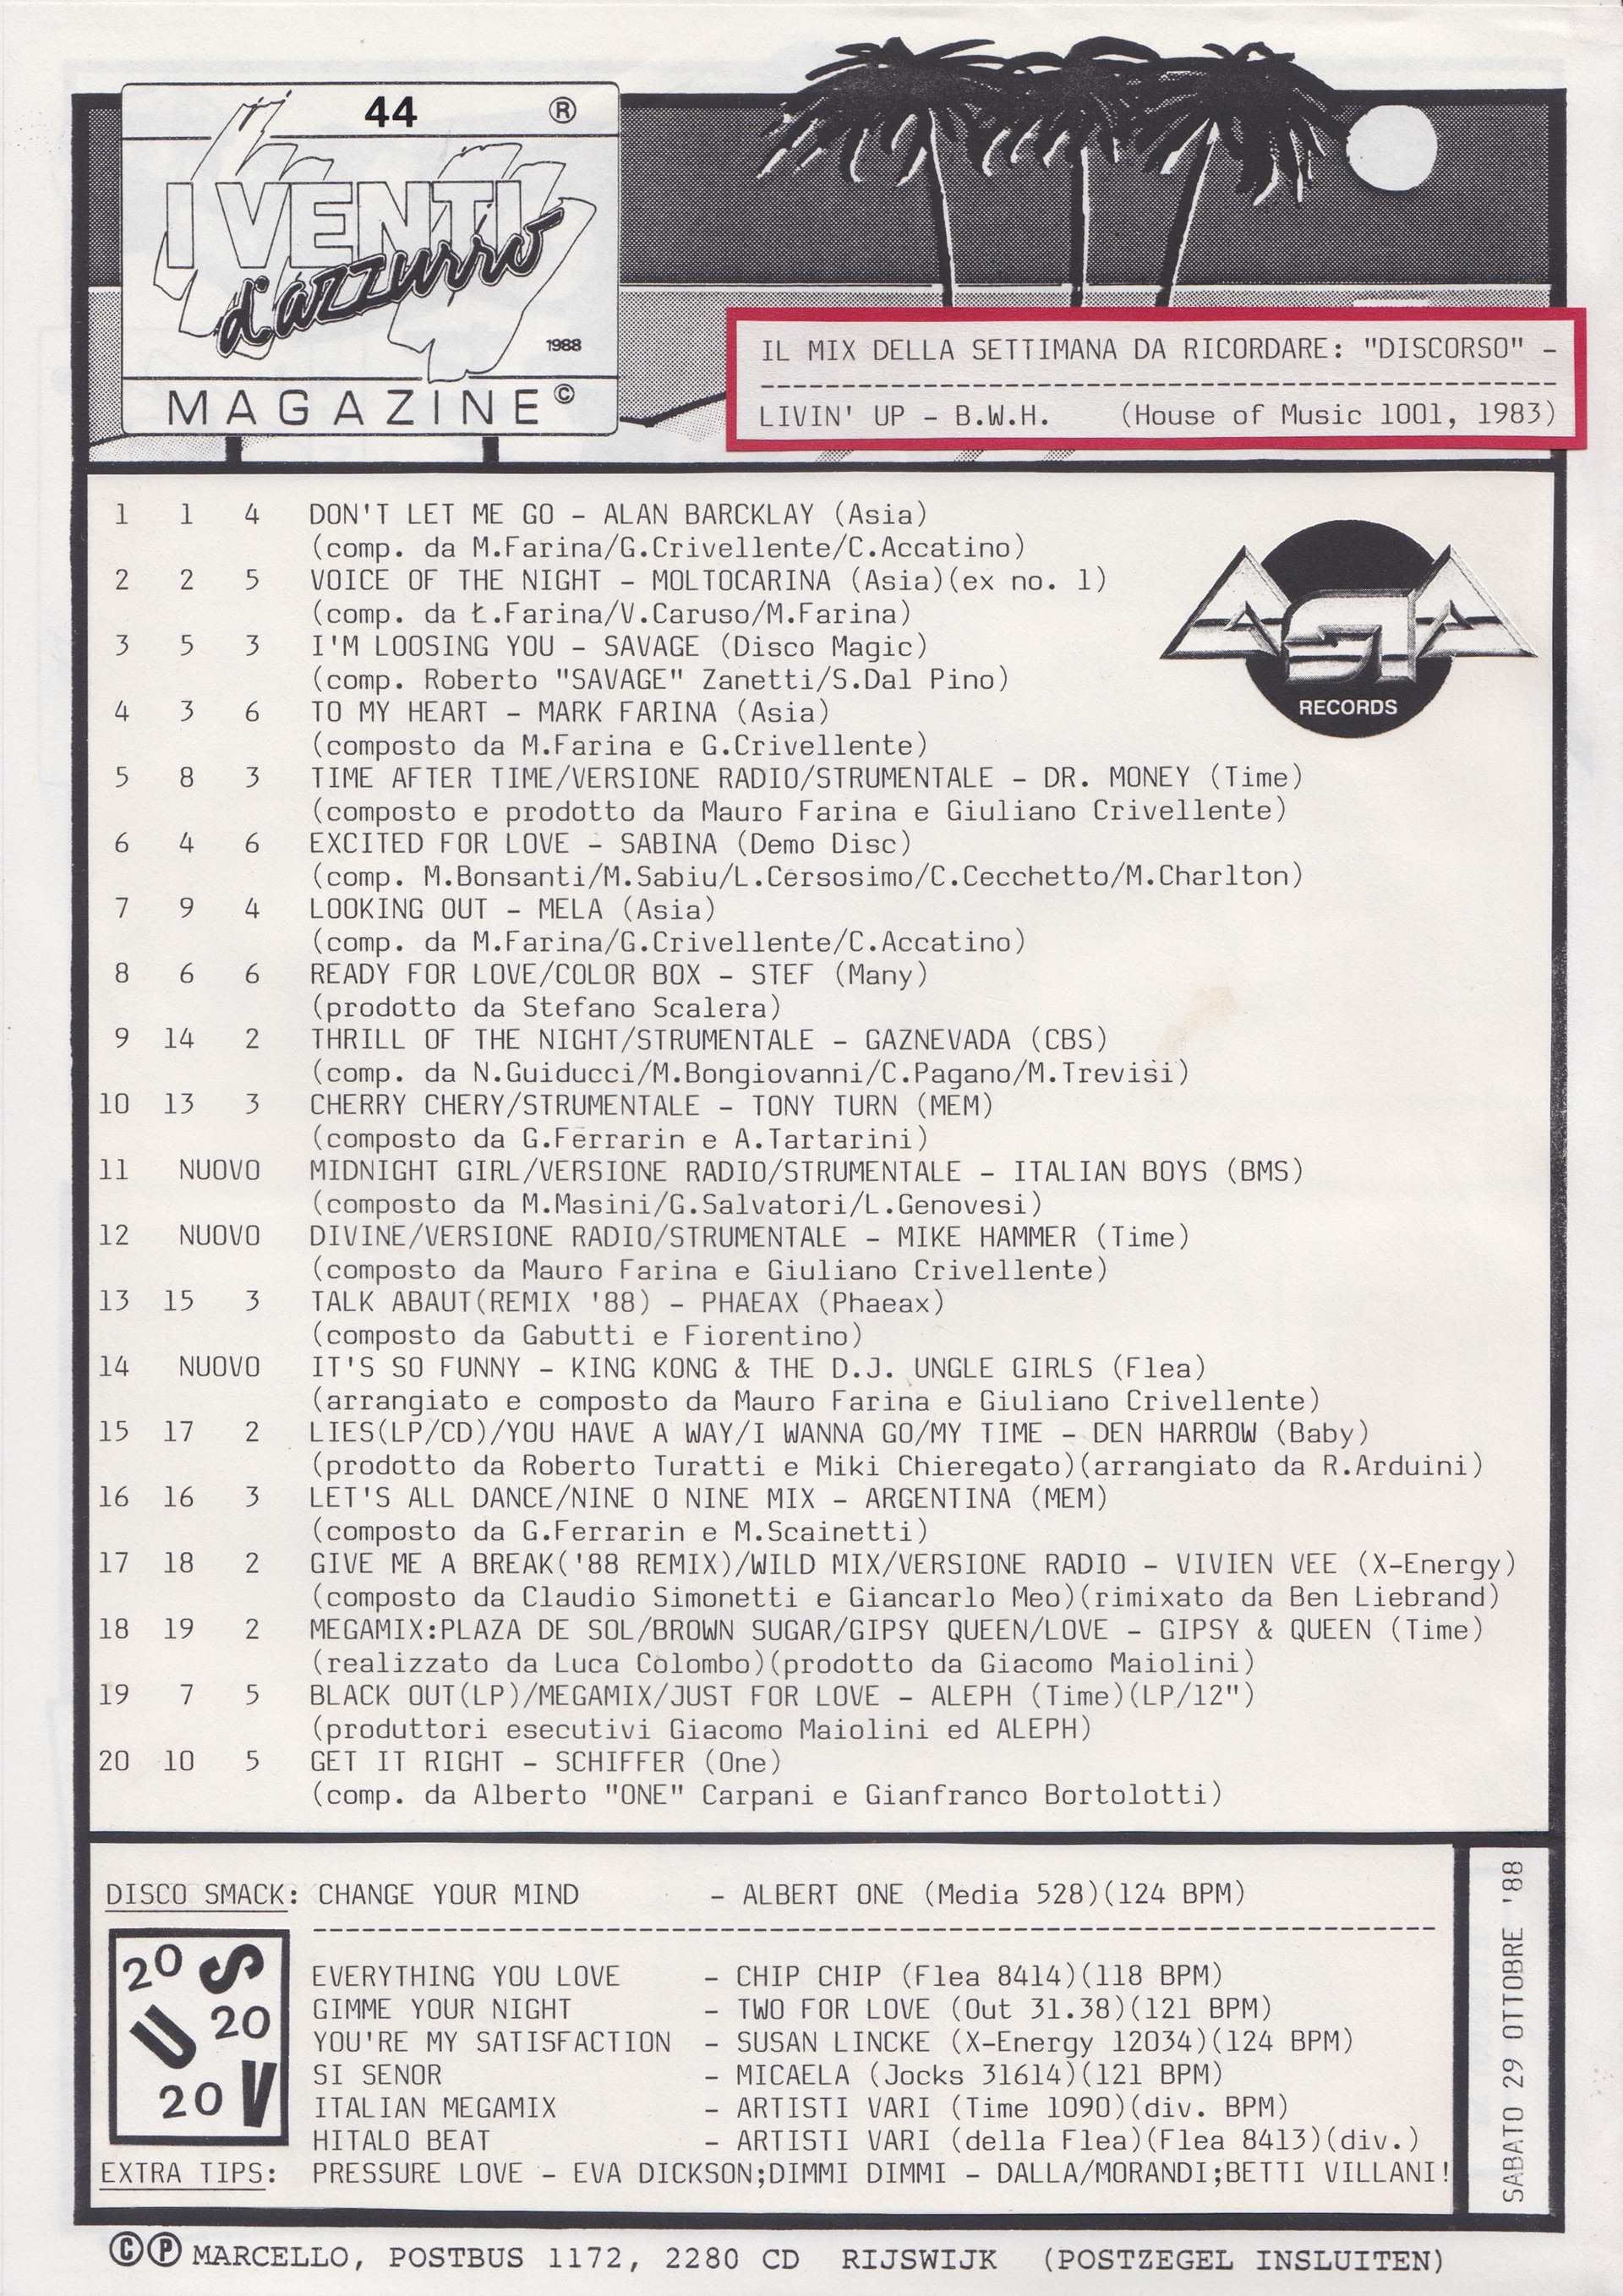 44 ®
I VENTI
d'azzurro
1988
MAGAZINE©
IL MIX DELLA SETTIMANA DA RICORDARE: "DISCORSO" –
LIVIN' UP – B.W.H. (House of Music 1001, 1983)
1 1 4 DON'T LET ME GO – ALAN BARCKLAY (Asia)
(comp. da M.Farina/G.Crivellente/C.Accatino)
2 2 5 VOICE OF THE NIGHT – MOLTOCARINA (Asia)(ex no. 1)
(comp. da Ł.Farina/V.Caruso/M.Farina)
3 5 3 I'M LOOSING YOU – SAVAGE (Disco Magic)
(comp. Roberto "SAVAGE" Zanetti/S.Dal Pino)
4 3 6 TO MY HEART – MARK FARINA (Asia)
(composto da M.Farina e G.Crivellente)
ASIA
RECORDS
5 8 3 TIME AFTER TIME/VERSIONE RADIO/STRUMENTALE – DR. MONEY (Time)
(composto e prodotto da Mauro Farina e Giuliano Crivellente)
6 4 6 EXCITED FOR LOVE – SABINA (Demo Disc)
(comp. M.Bonsanti/M.Sabiu/L.Cersosimo/C.Cecchetto/M.Charlton)
7 9 4 LOOKING OUT – MELA (Asia)
(comp. da M.Farina/G.Crivellente/C.Accatino)
8 6 6 READY FOR LOVE/COLOR BOX – STEF (Many)
(prodotto da Stefano Scalera)
9 14 2 THRILL OF THE NIGHT/STRUMENTALE – GAZNEVADA (CBS)
(comp. da N.Guiducci/M.Bongiovanni/C.Pagano/M.Trevisi)
10 13 3 CHERRY CHERY/STRUMENTALE – TONY TURN (MEM)
(composto da G.Ferrarin e A.Tartarini)
11 NUOVO MIDNIGHT GIRL/VERSIONE RADIO/STRUMENTALE – ITALIAN BOYS (BMS)
(composto da M.Masini/G.Salvatori/L.Genovesi)
12 NUOVO DIVINE/VERSIONE RADIO/STRUMENTALE – MIKE HAMMER (Time)
(composto da Mauro Farina e Giuliano Crivellente)
13 15 3 TALK ABAUT(REMIX '88) – PHAEAX (Phaeax)
(composto da Gabutti e Fiorentino)
14 NUOVO IT'S SO FUNNY – KING KONG & THE D.J. UNGLE GIRLS (Flea)
(arrangiato e composto da Mauro Farina e Giuliano Crivellente)
15 17 2 LIES(LP/CD)/YOU HAVE A WAY/I WANNA GO/MY TIME – DEN HARROW (Baby)
(prodotto da Roberto Turatti e Miki Chieregato)(arrangiato da R.Arduini)
16 16 3 LET'S ALL DANCE/NINE O NINE MIX – ARGENTINA (MEM)
(composto da G.Ferrarin e M.Scainetti)
17 18 2 GIVE ME A BREAK('88 REMIX)/WILD MIX/VERSIONE RADIO – VIVIEN VEE (X-Energy)
(composto da Claudio Simonetti e Giancarlo Meo)(rimixato da Ben Liebrand)
18 19 2 MEGAMIX:PLAZA DE SOL/BROWN SUGAR/GIPSY QUEEN/LOVE – GIPSY & QUEEN (Time)
(realizzato da Luca Colombo)(prodotto da Giacomo Maiolini)
19 7 5 BLACK OUT(LP)/MEGAMIX/JUST FOR LOVE – ALEPH (Time)(LP/12")
(produttori esecutivi Giacomo Maiolini ed ALEPH)
20 10 5 GET IT RIGHT – SCHIFFER (One)
(comp. da Alberto "ONE" Carpani e Gianfranco Bortolotti)
DISCO SMACK: CHANGE YOUR MIND – ALBERT ONE (Media 528)(124 BPM)
20 S
U 20
20 V
EVERYTHING YOU LOVE – CHIP CHIP (Flea 8414)(118 BPM)
GIMME YOUR NIGHT – TWO FOR LOVE (Out 31.38)(121 BPM)
YOU'RE MY SATISFACTION – SUSAN LINCKE (X-Energy 12034)(124 BPM)
SI SENOR – MICAELA (Jocks 31614)(121 BPM)
ITALIAN MEGAMIX – ARTISTI VARI (Time 1090)(div. BPM)
HITALO BEAT – ARTISTI VARI (della Flea)(Flea 8413)(div.)
EXTRA TIPS: PRESSURE LOVE – EVA DICKSON;DIMMI DIMMI – DALLA/MORANDI;BETTI VILLANI!
SABATO 29 OTTOBRE '88
©℗ MARCELLO, POSTBUS 1172, 2280 CD RIJSWIJK (POSTZEGEL INSLUITEN)